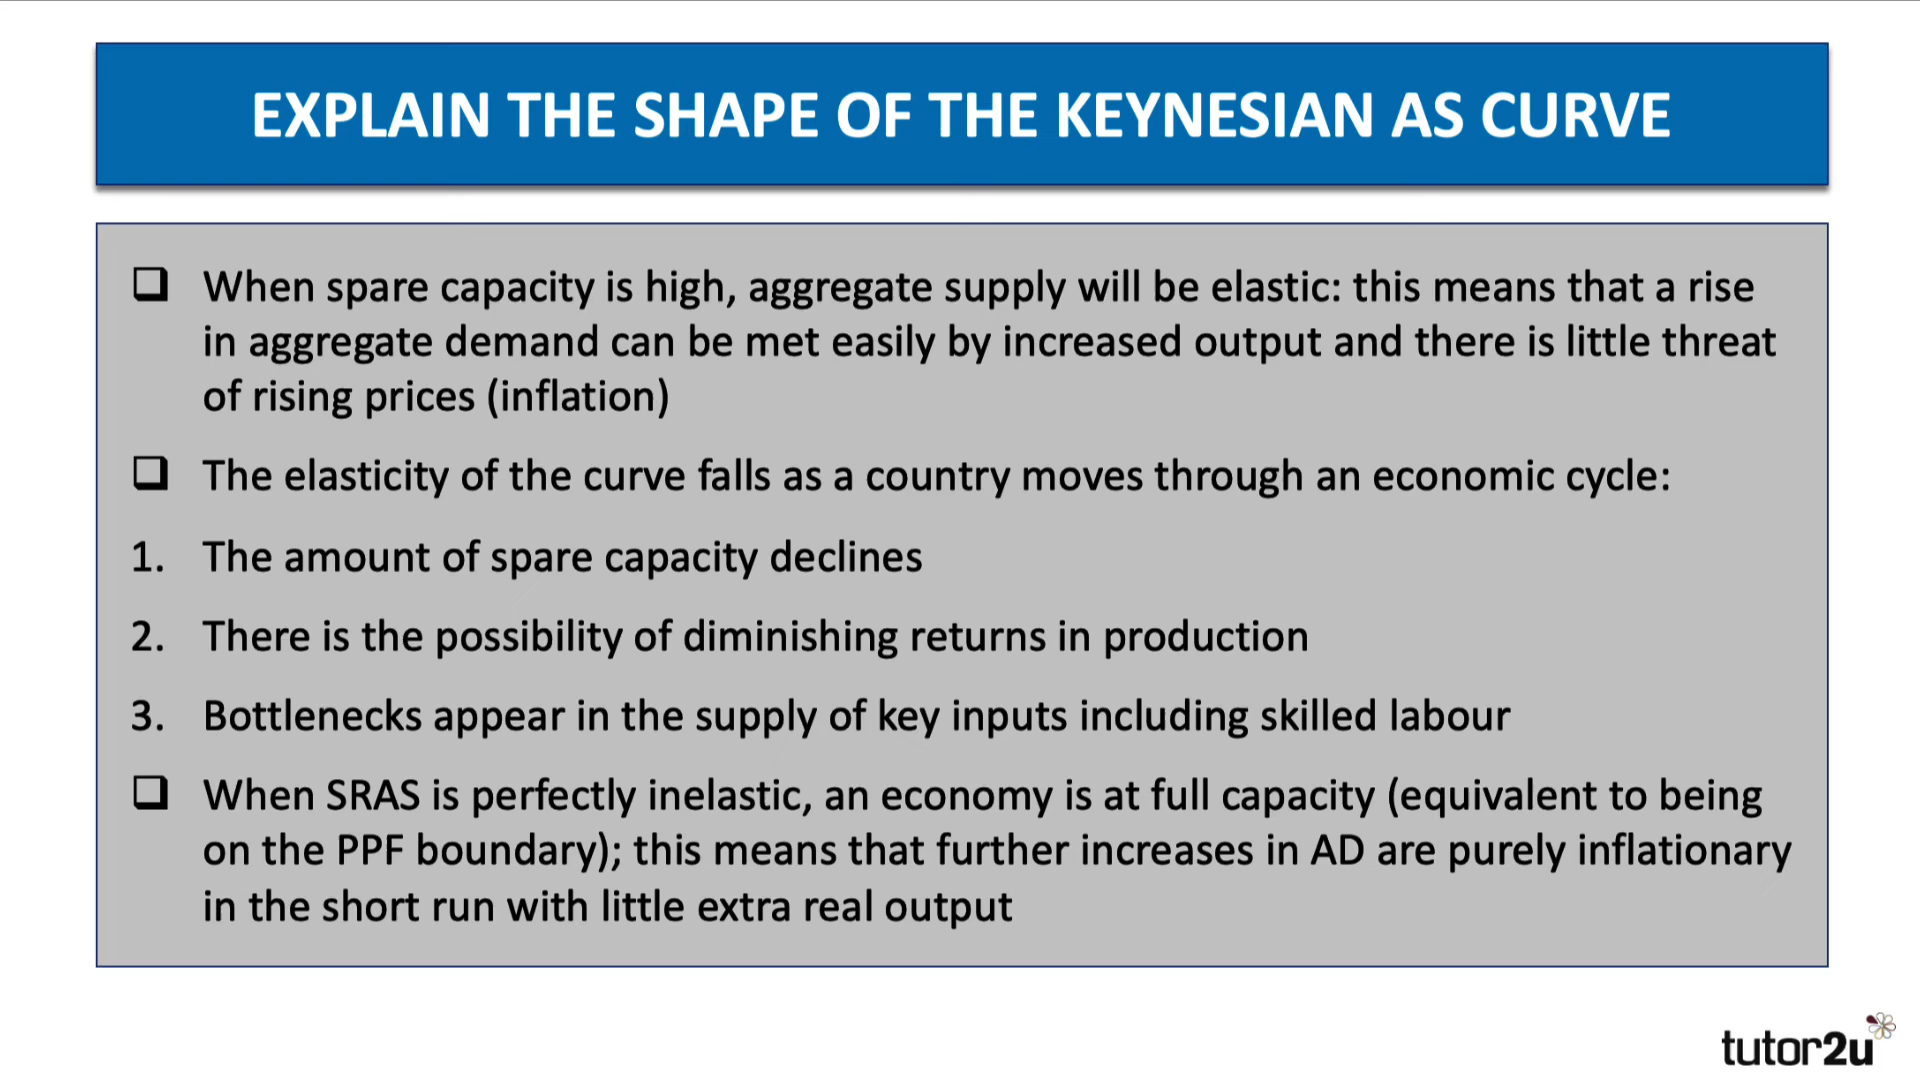 EXPLAIN THE SHAPE OF THE KEYNESIAN AS CURVE
When spare capacity is high, aggregate supply will be elastic: this means that a rise
in aggregate demand can be met easily by increased output and there is little threat
of rising prices (inflation)
The elasticity of the curve falls as a country moves through an economic cycle:
1. The amount of spare capacity declines
2. There is the possibility of diminishing returns in production
3. Bottlenecks appear in the supply of key inputs including skilled labour
When SRAS is perfectly inelastic, an economy is at full capacity (equivalent to being
on the PPF boundary); this means that further increases in AD are purely inflationary
in the short run with little extra real output
tutor2u